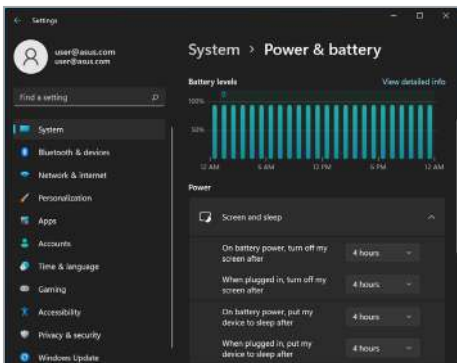 Settings
user@asus.com
user@asus.com
Find a setting
System
Bluetooth & devices
Network & internet
Personalization
Apps
Accounts
Time & language
Gaming
Accessibility
Privacy & security
Windows Update
System > Power & battery
Battery levels
View detailed info
100%
50%
12 AM 6 AM 12 PM 6 PM 12 AM
Power
Screen and sleep
On battery power, turn off my
screen after
4 hours
When plugged in, turn off my
screen after
4 hours
On battery power, put my
device to sleep after
4 hours
When plugged in, put my
device to sleep after
4 hours